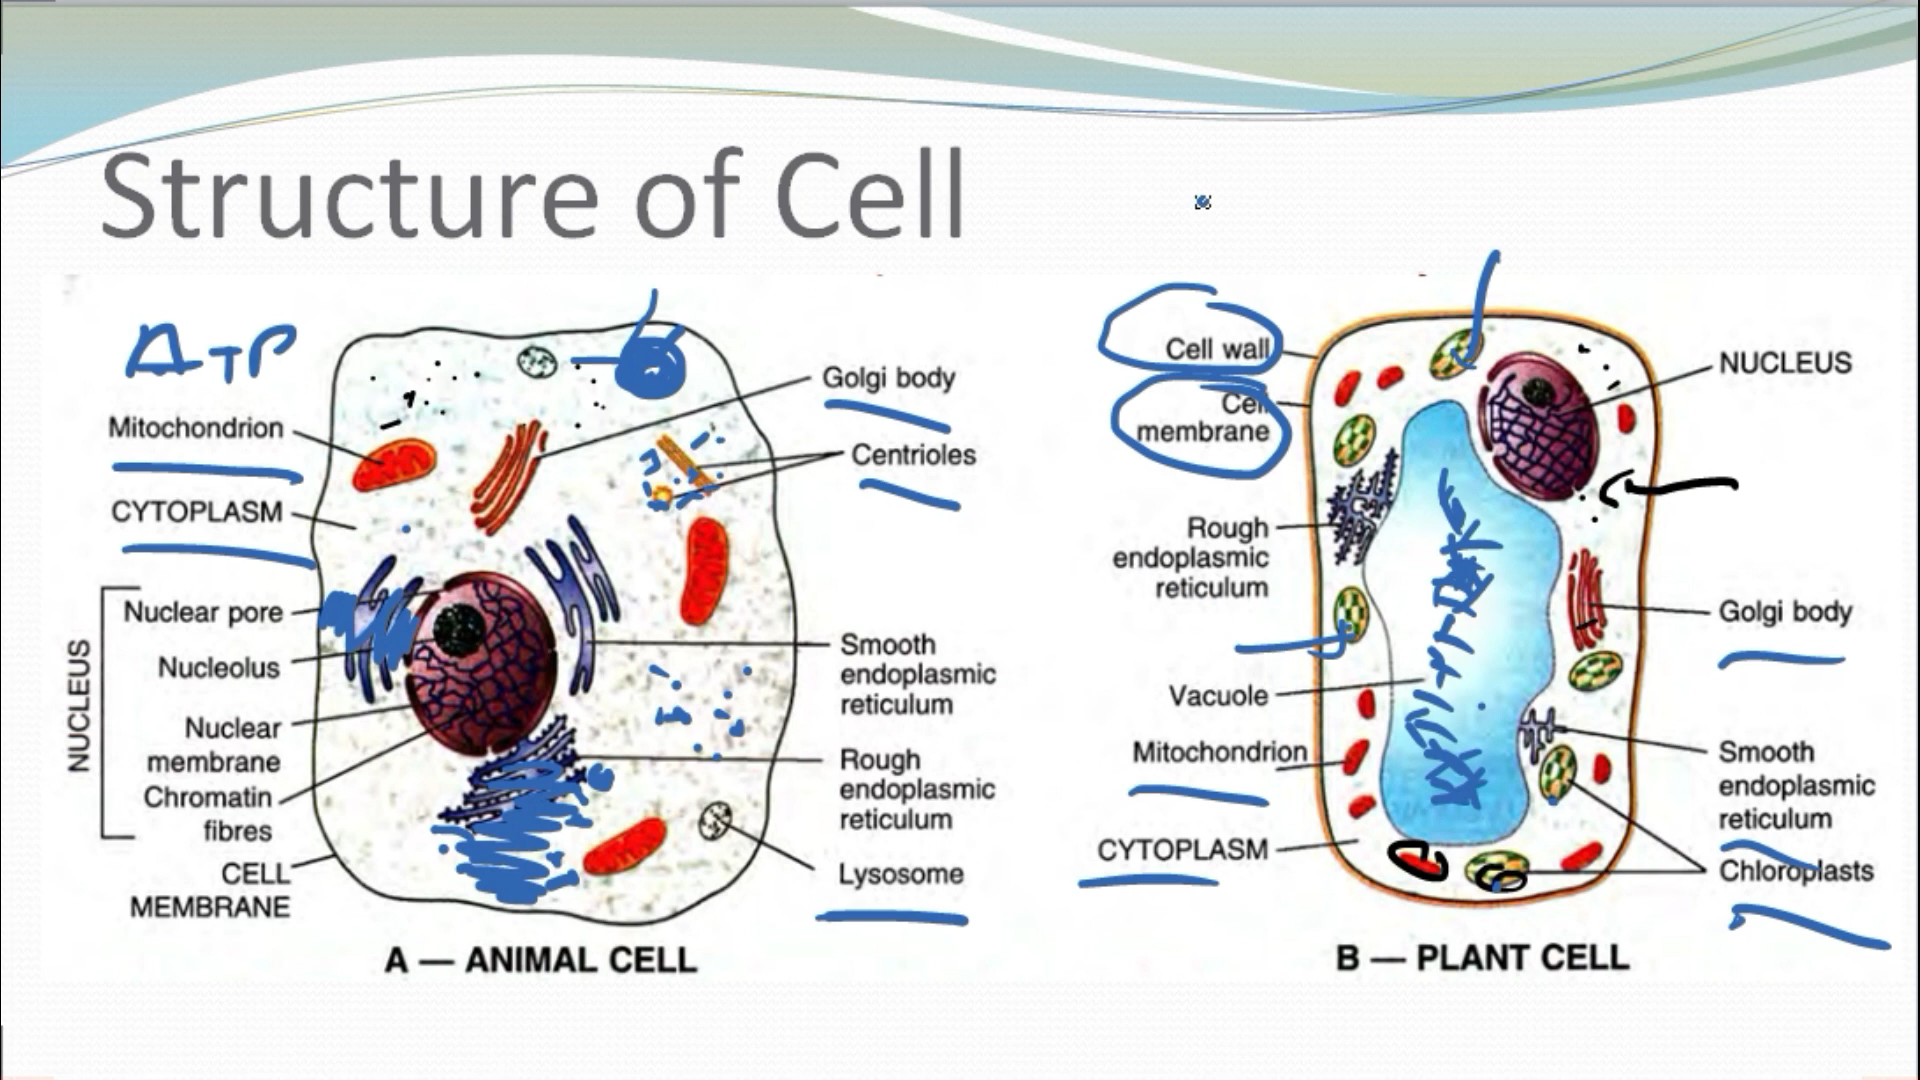 Structure of Cell
ATP
Mitochondrion
CYTOPLASM
NUCLEUS
Nuclear pore
Nucleolus
Nuclear
membrane
Chromatin
fibres
CELL
MEMBRANE
Golgi body
Centrioles
Smooth
endoplasmic
reticulum
Rough
endoplasmic
reticulum
Lysosome
A — ANIMAL CELL
Cell wall
Cell
membrane
Rough
endoplasmic
reticulum
Vacuole
Mitochondrion
CYTOPLASM
NUCLEUS
Golgi body
Smooth
endoplasmic
reticulum
Chloroplasts
B — PLANT CELL